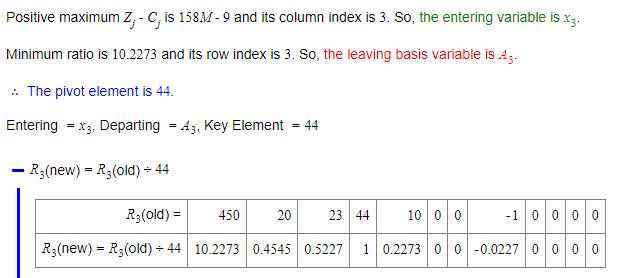 Positive maximum Zj - Cj is 158M - 9 and its column index is 3. So, the entering variable is x3.
Minimum ratio is 10.2273 and its row index is 3. So, the leaving basis variable is A3.
∴ The pivot element is 44.
Entering = x3, Departing = A3, Key Element = 44
R3(new) = R3(old) ÷ 44
R3(old) = 450 20 23 44 10 0 0 -1 0 0 0 0
R3(new) = R3(old) ÷ 44 10.2273 0.4545 0.5227 1 0.2273 0 0 -0.0227 0 0 0 0